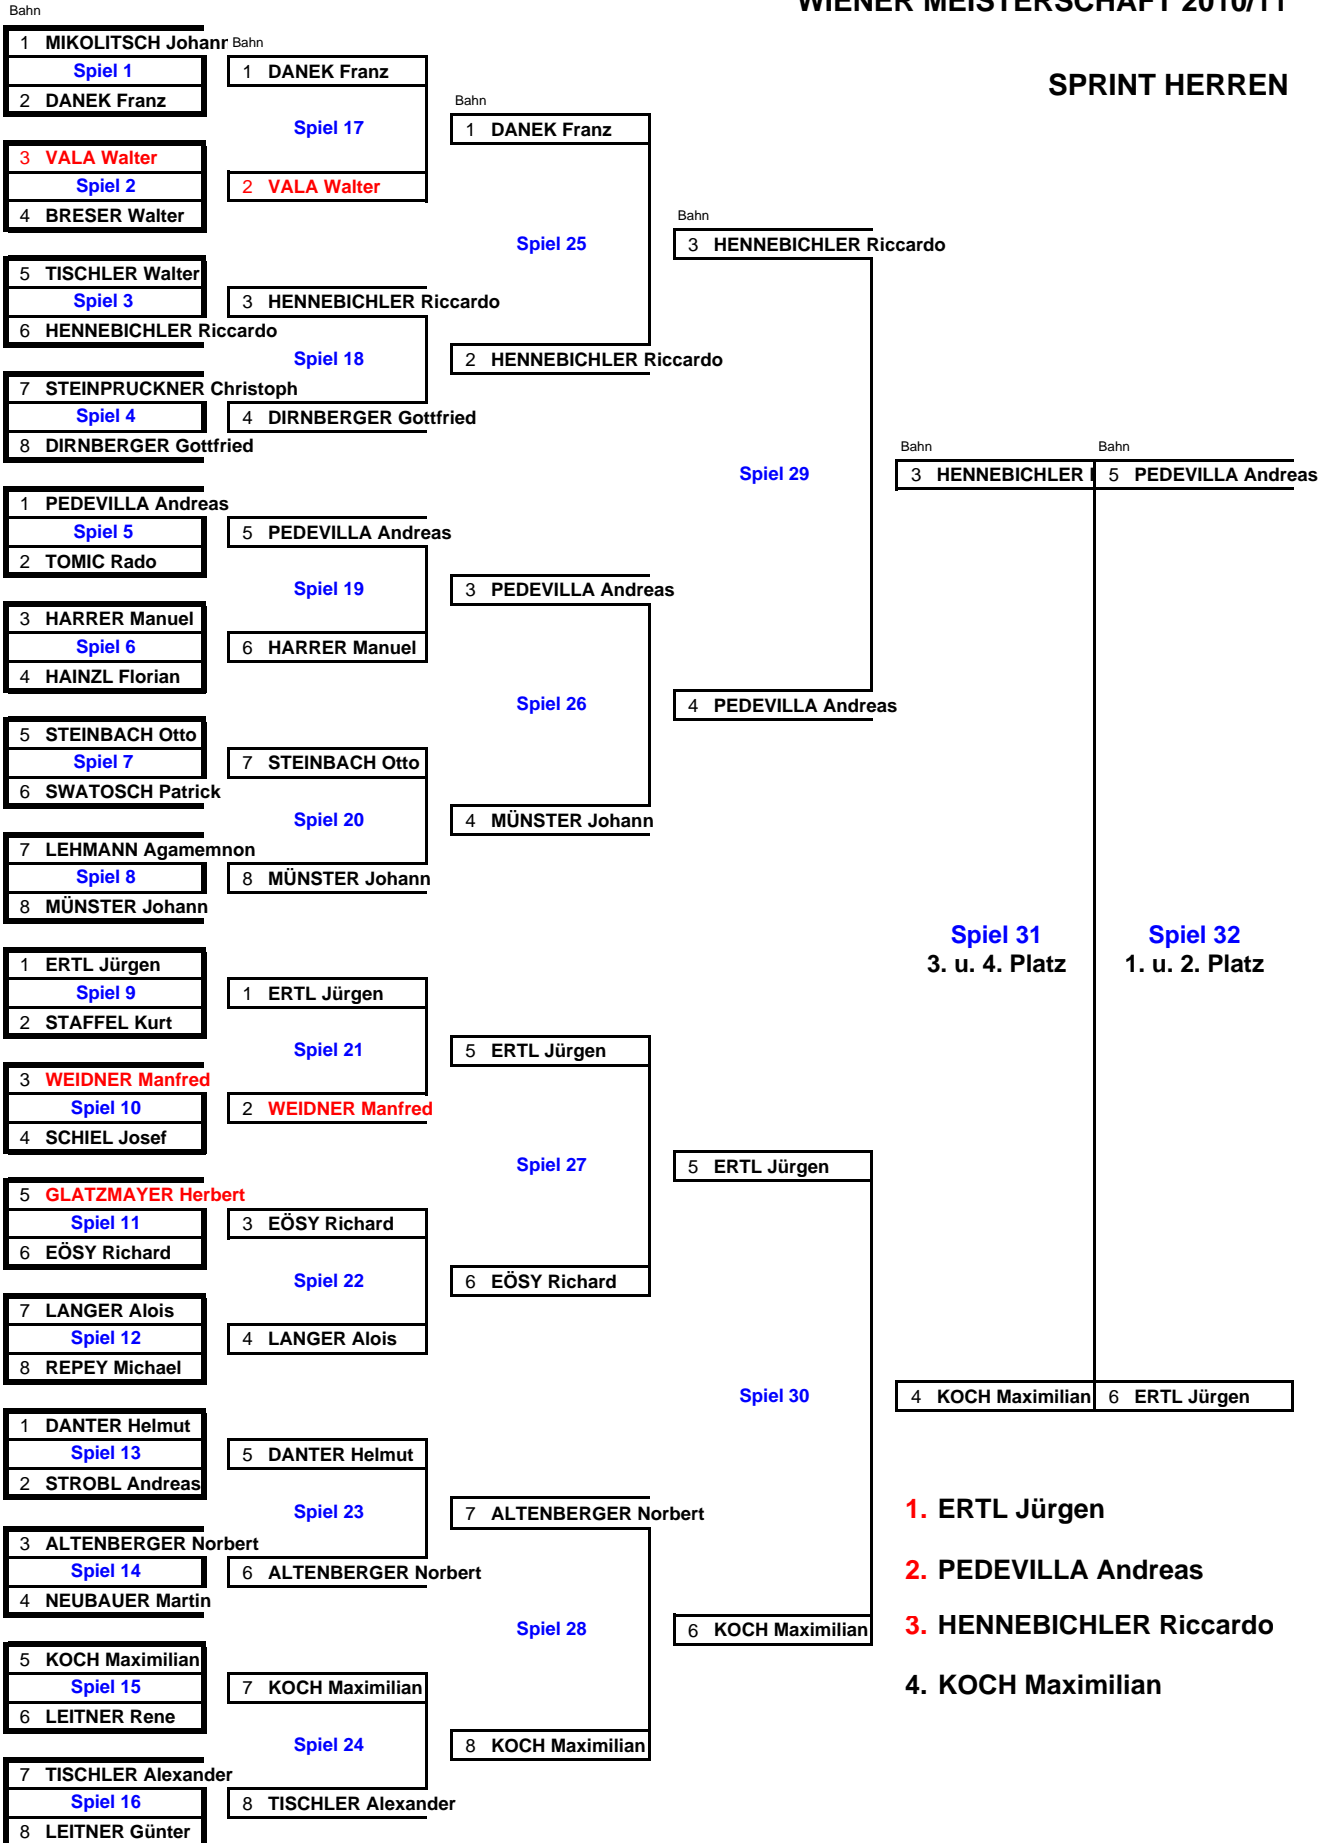 WIENER MEISTERSCHAFT 2010/11
SPRINT HERREN
Bahn
1 MIKOLITSCH Johann
Spiel 1
2 DANEK Franz
3 VALA Walter
Spiel 2
4 BRESER Walter
5 TISCHLER Walter
Spiel 3
6 HENNEBICHLER Riccardo
7 STEINPRUCKNER Christoph
Spiel 4
8 DIRNBERGER Gottfried
1 PEDEVILLA Andreas
Spiel 5
2 TOMIC Rado
3 HARRER Manuel
Spiel 6
4 HAINZL Florian
5 STEINBACH Otto
Spiel 7
6 SWATOSCH Patrick
7 LEHMANN Agamemnon
Spiel 8
8 MÜNSTER Johann
1 ERTL Jürgen
Spiel 9
2 STAFFEL Kurt
3 WEIDNER Manfred
Spiel 10
4 SCHIEL Josef
5 GLATZMAYER Herbert
Spiel 11
6 EÖSY Richard
7 LANGER Alois
Spiel 12
8 REPEY Michael
1 DANTER Helmut
Spiel 13
2 STROBL Andreas
3 ALTENBERGER Norbert
Spiel 14
4 NEUBAUER Martin
5 KOCH Maximilian
Spiel 15
6 LEITNER Rene
7 TISCHLER Alexander
Spiel 16
8 LEITNER Günter
Bahn
1 DANEK Franz
Spiel 17
2 VALA Walter
3 HENNEBICHLER Riccardo
Spiel 18
4 DIRNBERGER Gottfried
5 PEDEVILLA Andreas
Spiel 19
6 HARRER Manuel
7 STEINBACH Otto
Spiel 20
8 MÜNSTER Johann
1 ERTL Jürgen
Spiel 21
2 WEIDNER Manfred
3 EÖSY Richard
Spiel 22
4 LANGER Alois
5 DANTER Helmut
Spiel 23
6 ALTENBERGER Norbert
7 KOCH Maximilian
Spiel 24
8 TISCHLER Alexander
Bahn
1 DANEK Franz
Spiel 25
2 HENNEBICHLER Riccardo
3 PEDEVILLA Andreas
Spiel 26
4 MÜNSTER Johann
5 ERTL Jürgen
Spiel 27
6 EÖSY Richard
7 ALTENBERGER Norbert
Spiel 28
8 KOCH Maximilian
Bahn
3 HENNEBICHLER Riccardo
Spiel 29
4 PEDEVILLA Andreas
5 ERTL Jürgen
Spiel 30
6 KOCH Maximilian
Bahn
3 HENNEBICHLER
Spiel 31
3. u. 4. Platz
4 KOCH Maximilian
Bahn
5 PEDEVILLA Andreas
Spiel 32
1. u. 2. Platz
6 ERTL Jürgen
1. ERTL Jürgen
2. PEDEVILLA Andreas
3. HENNEBICHLER Riccardo
4. KOCH Maximilian